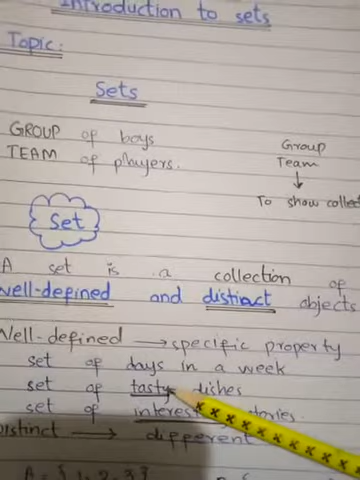 Introduction to sets
Topic:
Sets
GROUP of boys
TEAM of players.
Group
Team
To show collec
Set
A set is a collection of
well-defined and distinct objects
Well-defined → specific property
set of days in a week
set of tasty dishes
set of interest
Distinct → different